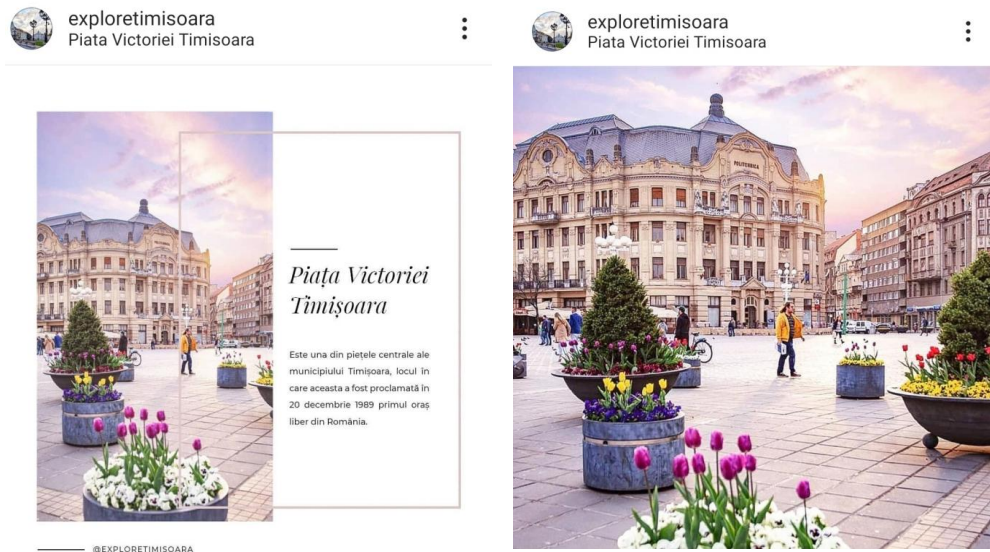 exploretimisoara
Piata Victoriei Timisoara
Piața Victoriei
Timișoara
Este una din piețele centrale ale
municipiului Timișoara, locul în
care aceasta a fost proclamată în
20 decembrie 1989 primul oraș
liber din România.
@EXPLORETIMISOARA
exploretimisoara
Piata Victoriei Timisoara
POLITEHNICA